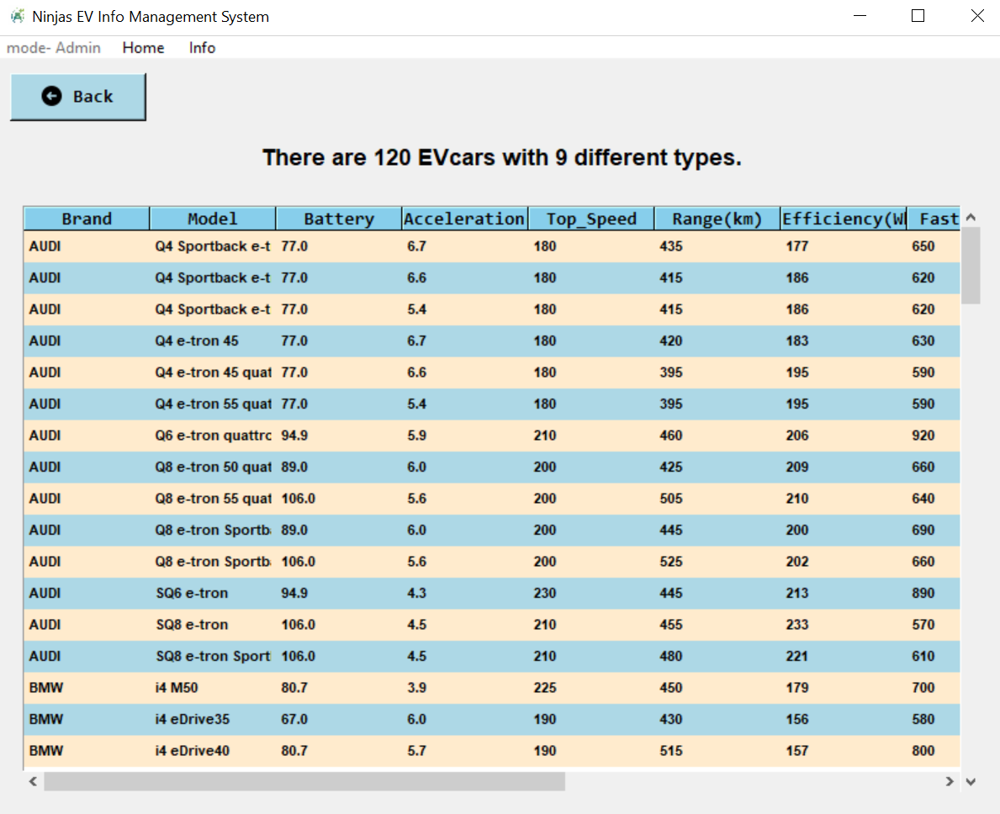 Ninjas EV Info Management System
mode- Admin Home Info
Back
There are 120 EVcars with 9 different types.
Brand Model Battery Acceleration Top_Speed Range(km) Efficiency(W Fast
AUDI Q4 Sportback e-t 77.0 6.7 180 435 177 650
AUDI Q4 Sportback e-t 77.0 6.6 180 415 186 620
AUDI Q4 Sportback e-t 77.0 5.4 180 415 186 620
AUDI Q4 e-tron 45 77.0 6.7 180 420 183 630
AUDI Q4 e-tron 45 quat 77.0 6.6 180 395 195 590
AUDI Q4 e-tron 55 quat 77.0 5.4 180 395 195 590
AUDI Q6 e-tron quattro 94.9 5.9 210 460 206 920
AUDI Q8 e-tron 50 quat 89.0 6.0 200 425 209 660
AUDI Q8 e-tron 55 quat 106.0 5.6 200 505 210 640
AUDI Q8 e-tron Sportb 89.0 6.0 200 445 200 690
AUDI Q8 e-tron Sportb 106.0 5.6 200 525 202 660
AUDI SQ6 e-tron 94.9 4.3 230 445 213 890
AUDI SQ8 e-tron 106.0 4.5 210 455 233 570
AUDI SQ8 e-tron Sport 106.0 4.5 210 480 221 610
BMW i4 M50 80.7 3.9 225 450 179 700
BMW i4 eDrive35 67.0 6.0 190 430 156 580
BMW i4 eDrive40 80.7 5.7 190 515 157 800